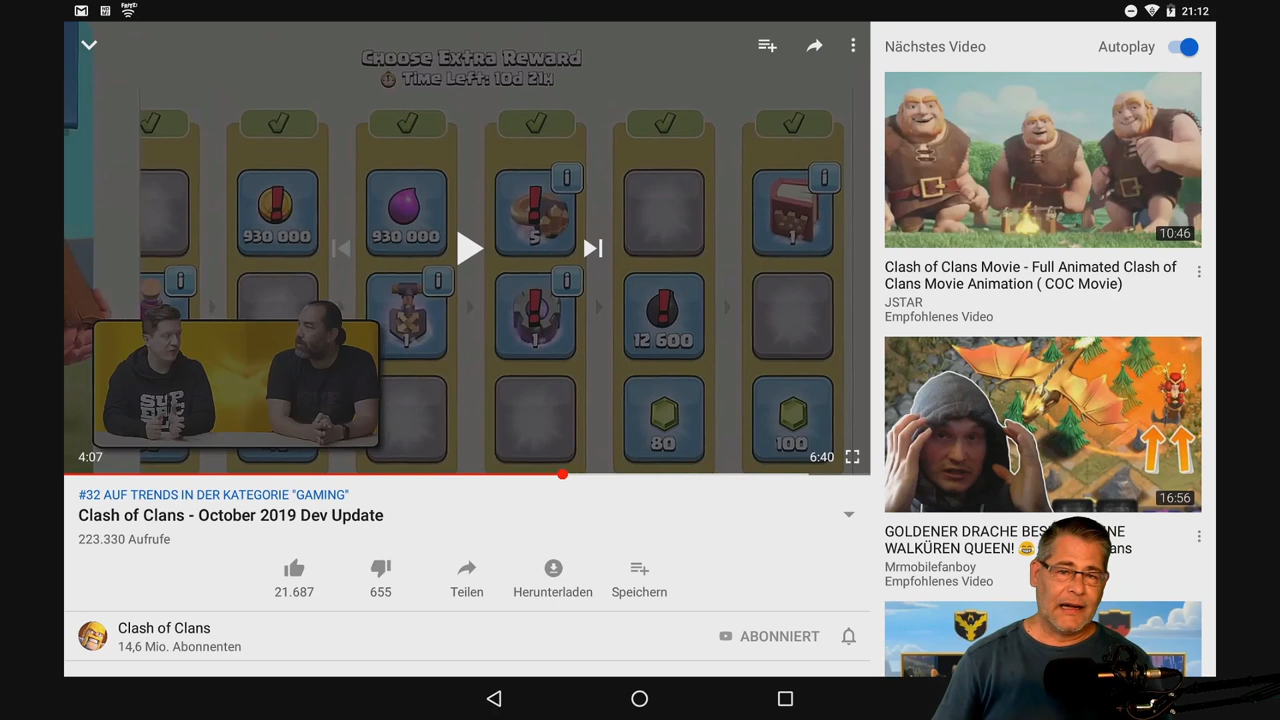 FRITZ!
21:12
Choose Extra Reward
Time Left: 10d 21H
930 000
930 000
5
1
1
1
12 600
80
100
SUP
ERC
ELL
4:07
6:40
#32 AUF TRENDS IN DER KATEGORIE "GAMING"
Clash of Clans - October 2019 Dev Update
223.330 Aufrufe
21.687
655
Teilen
Herunterladen
Speichern
Clash of Clans
14,6 Mio. Abonnenten
ABONNIERT
Nächstes Video
Autoplay
10:46
Clash of Clans Movie - Full Animated Clash of
Clans Movie Animation ( COC Movie)
JSTAR
Empfohlenes Video
16:56
GOLDENER DRACHE
WALKÜREN QUEEN! 😂
Mrmobilefanboy
Empfohlenes Video